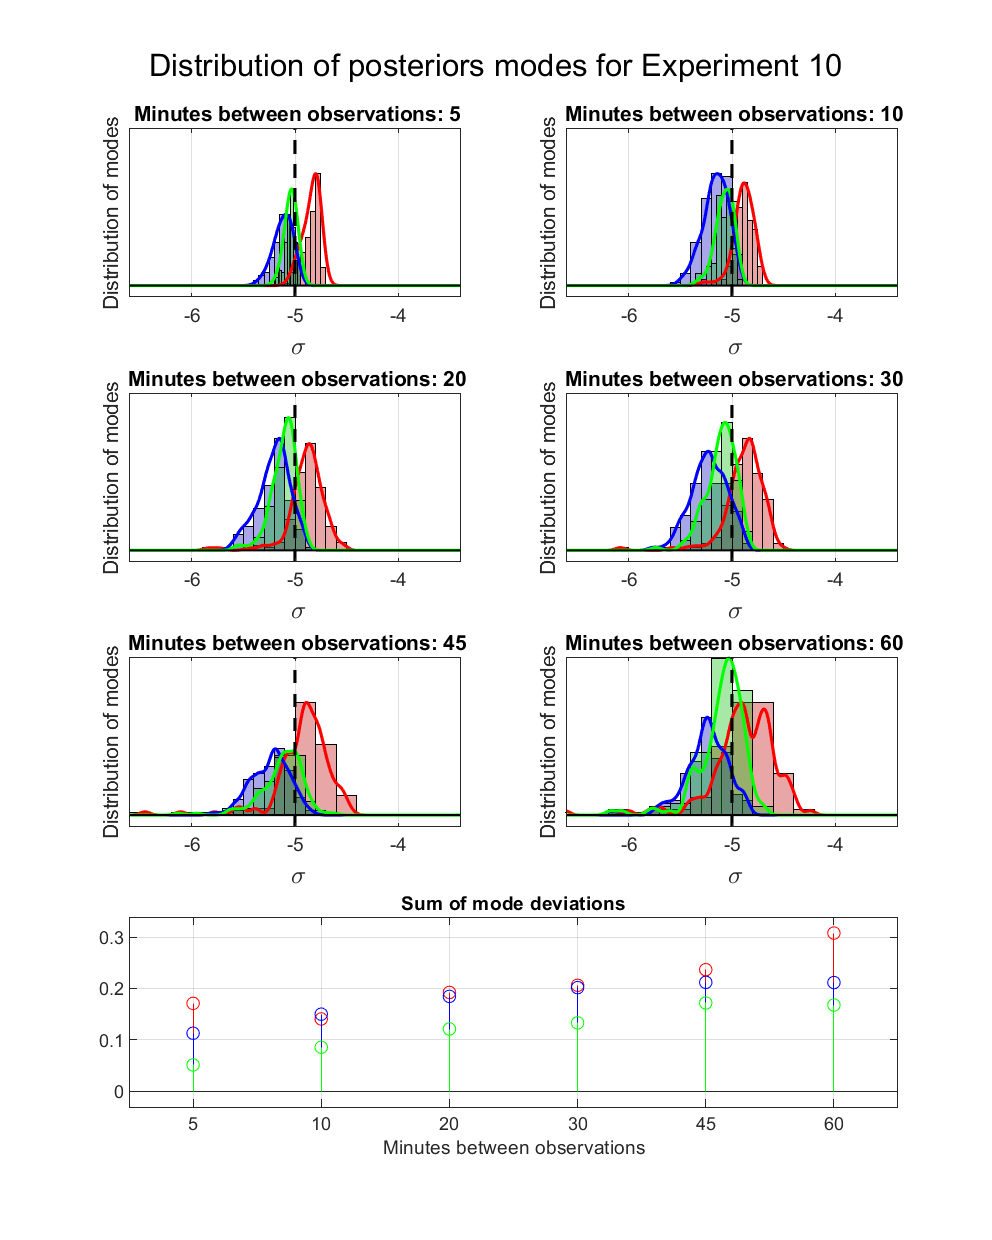 Distribution of posteriors modes for Experiment 10
Minutes between observations: 5
Distribution of modes
-6 -5 -4
σ
Minutes between observations: 10
Distribution of modes
-6 -5 -4
σ
Minutes between observations: 20
Distribution of modes
-6 -5 -4
σ
Minutes between observations: 30
Distribution of modes
-6 -5 -4
σ
Minutes between observations: 45
Distribution of modes
-6 -5 -4
σ
Minutes between observations: 60
Distribution of modes
-6 -5 -4
σ
Sum of mode deviations
0.3
0.2
0.1
0
5 10 20 30 45 60
Minutes between observations